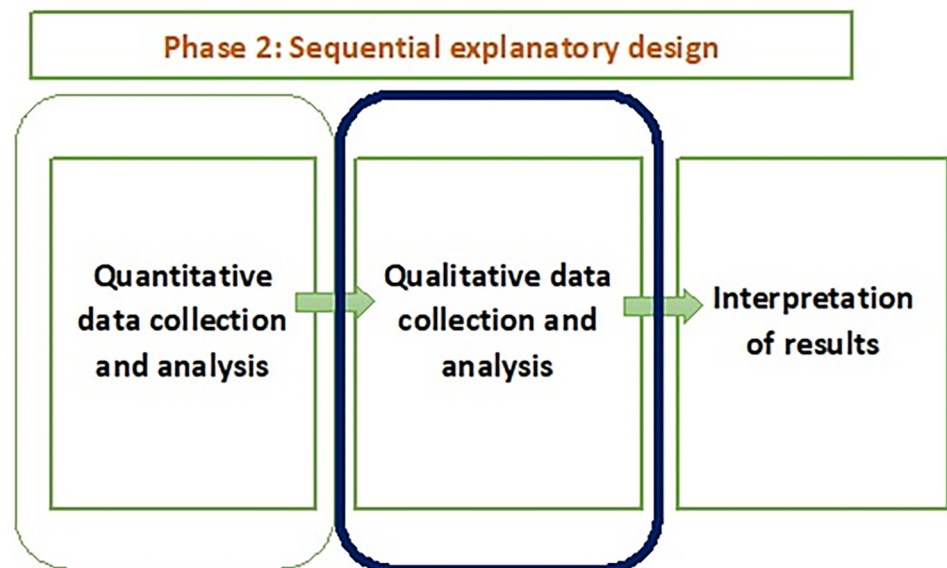 Phase 2: Sequential explanatory design
Quantitative
data collection
and analysis
Qualitative data
collection and
analysis
Interpretation
of results